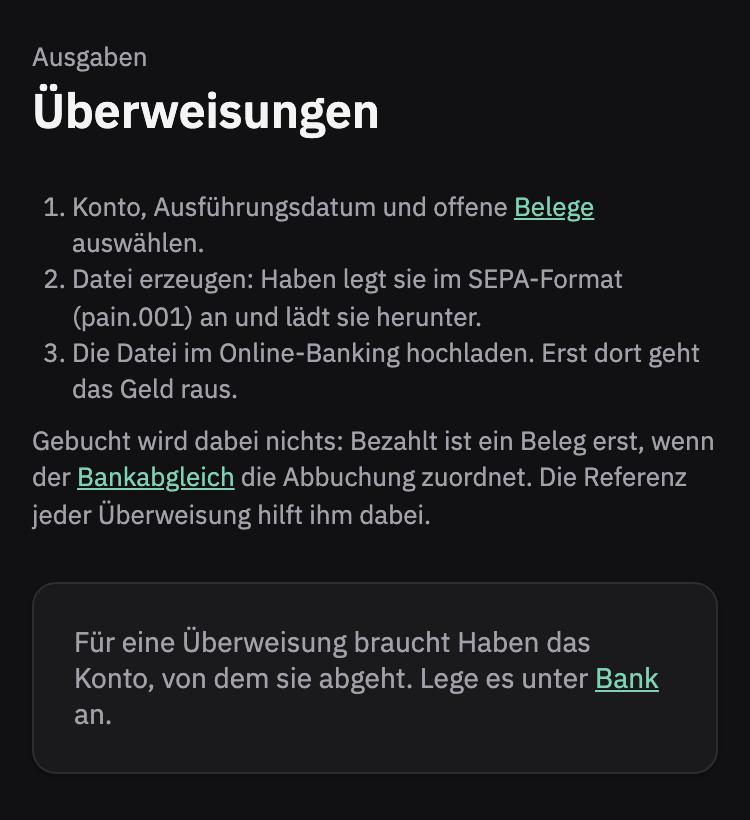 Ausgaben
Überweisungen
1. Konto, Ausführungsdatum und offene Belege
auswählen.
2. Datei erzeugen: Haben legt sie im SEPA-Format
(pain.001) an und lädt sie herunter.
3. Die Datei im Online-Banking hochladen. Erst dort geht
das Geld raus.
Gebucht wird dabei nichts: Bezahlt ist ein Beleg erst, wenn
der Bankabgleich die Abbuchung zuordnet. Die Referenz
jeder Überweisung hilft ihm dabei.
Für eine Überweisung braucht Haben das
Konto, von dem sie abgeht. Lege es unter Bank
an.